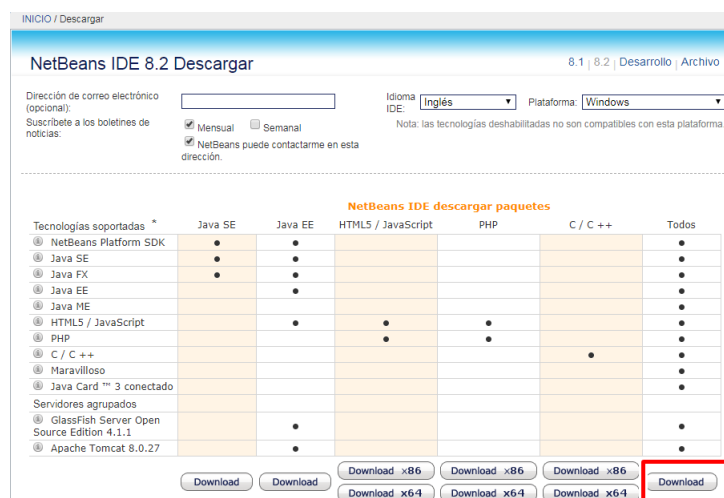 INICIO / Descargar
NetBeans IDE 8.2 Descargar
8.1 | 8.2 | Desarrollo | Archivo
Dirección de correo electrónico
(opcional):
Idioma
IDE: Inglés
Plataforma: Windows
Suscríbete a los boletines de
noticias:
Mensual Semanal
Nota: las tecnologías deshabilitadas no son compatibles con esta plataforma.
NetBeans puede contactarme en esta
dirección.
NetBeans IDE descargar paquetes
Tecnologías soportadas * Java SE Java EE HTML5 / JavaScript PHP C / C ++ Todos
NetBeans Platform SDK
Java SE
Java FX
Java EE
Java ME
HTML5 / JavaScript
PHP
C / C ++
Maravilloso
Java Card ™ 3 conectado
Servidores agrupados
GlassFish Server Open
Source Edition 4.1.1
Apache Tomcat 8.0.27
Download Download Download x86 Download x86 Download x86 Download
Download x64 Download x64 Download x64